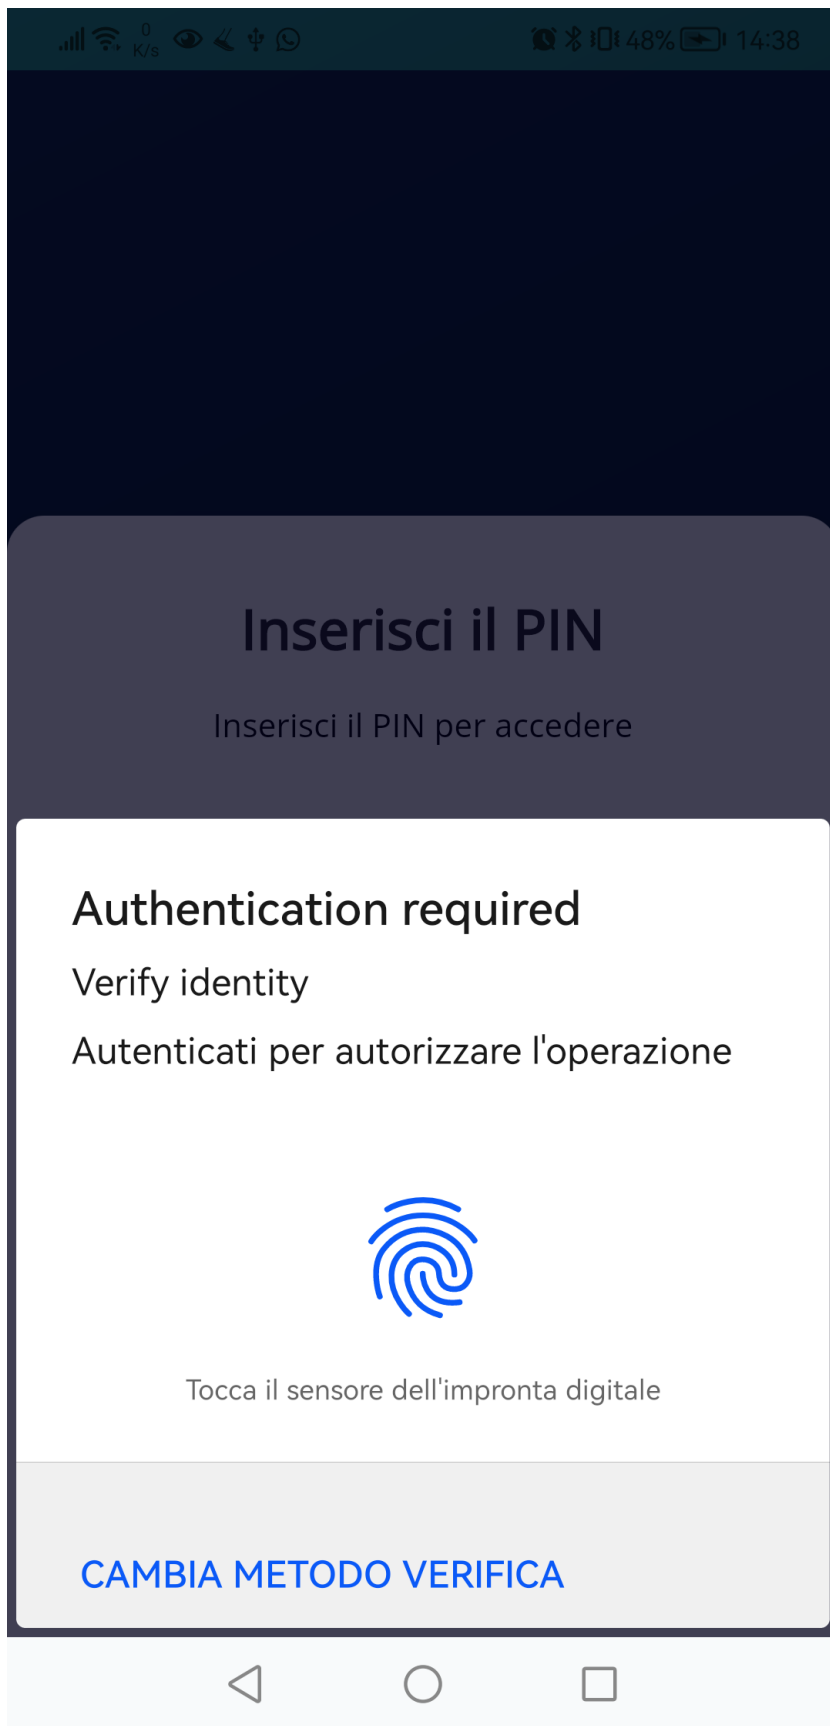 0
K/s
48%
14:38
Inserisci il PIN
Inserisci il PIN per accedere
Authentication required
Verify identity
Autenticati per autorizzare l'operazione
Tocca il sensore dell'impronta digitale
CAMBIA METODO VERIFICA